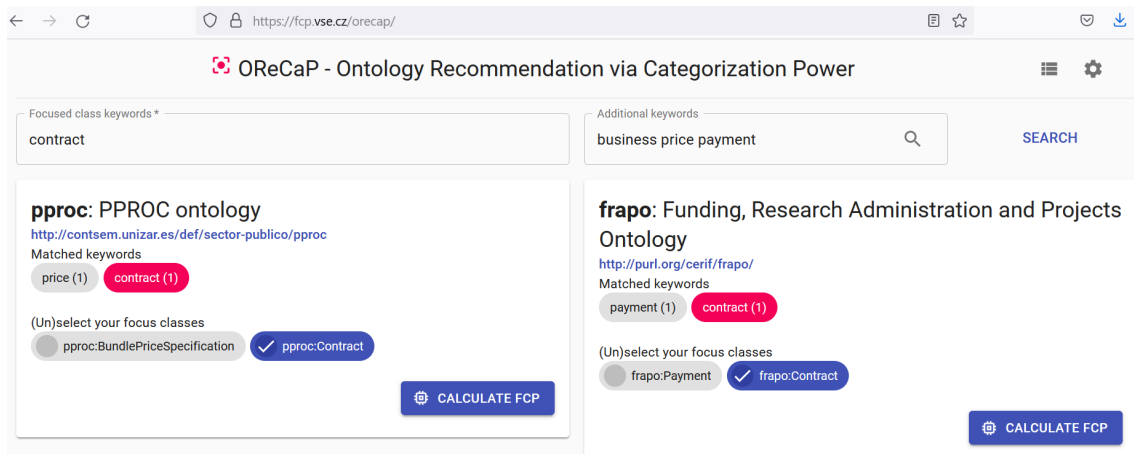 https://fcp.vse.cz/orecap/
OReCaP - Ontology Recommendation via Categorization Power
Focused class keywords *
contract
Additional keywords
business price payment
SEARCH
pproc: PPROC ontology
http://contsem.unizar.es/def/sector-publico/pproc
Matched keywords
price (1) contract (1)
(Un)select your focus classes
pproc:BundlePriceSpecification pproc:Contract
CALCULATE FCP
frapo: Funding, Research Administration and Projects
Ontology
http://purl.org/cerif/frapo/
Matched keywords
payment (1) contract (1)
(Un)select your focus classes
frapo:Payment frapo:Contract
CALCULATE FCP